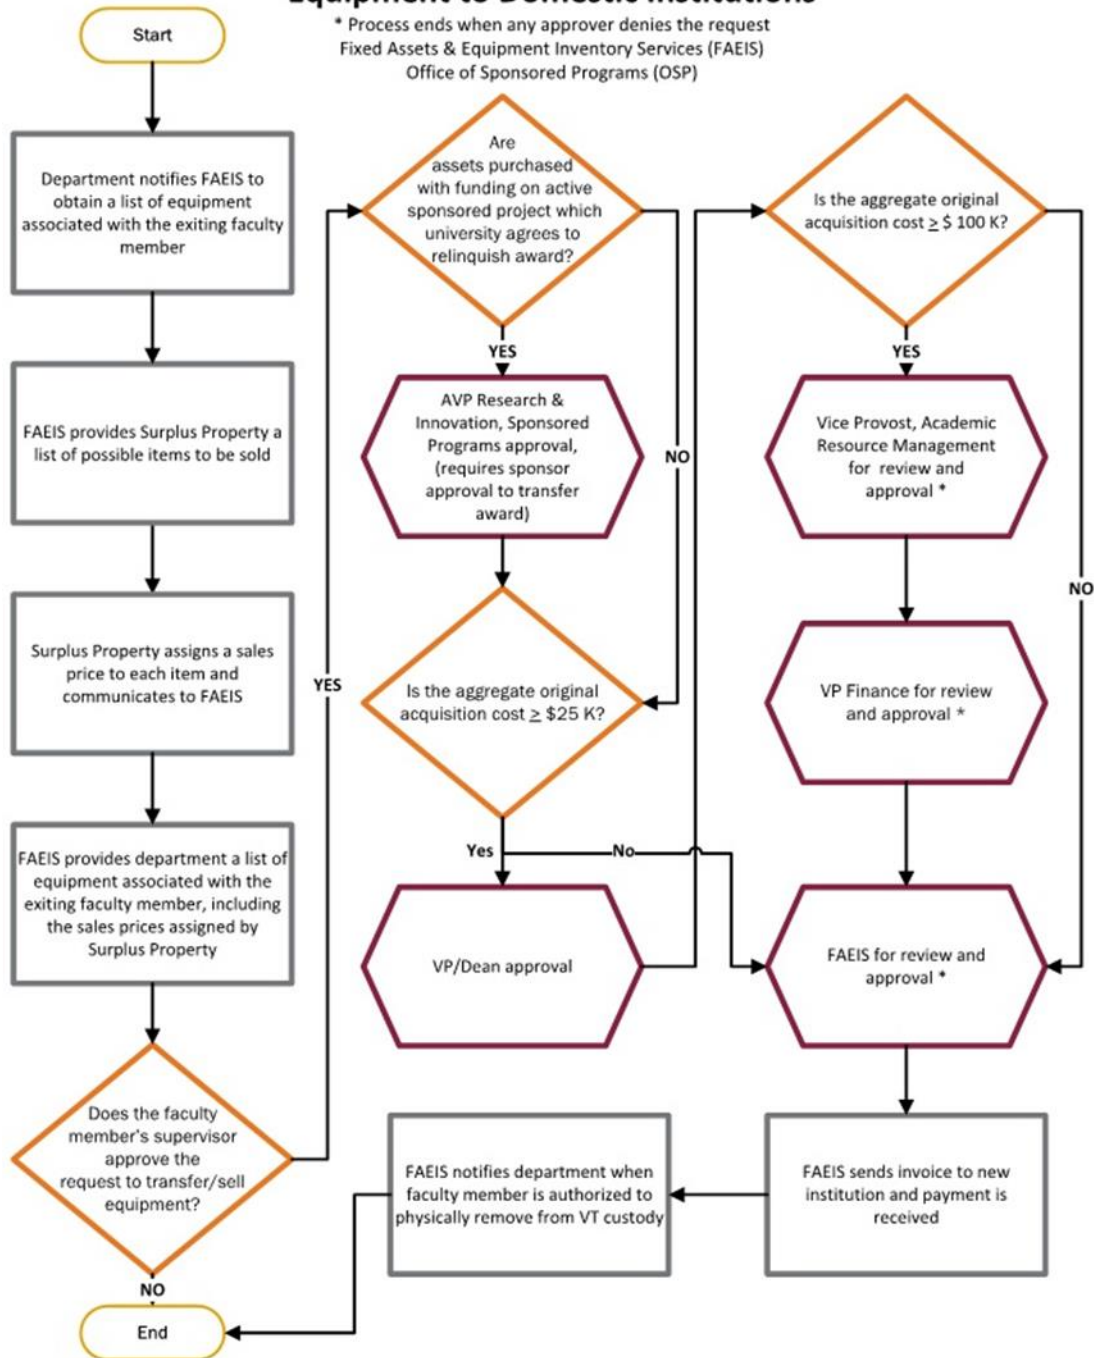 Equipment to Domestic Institutions
* Process ends when any approver denies the request
Fixed Assets & Equipment Inventory Services (FAEIS)
Office of Sponsored Programs (OSP)
Start
Department notifies FAEIS to
obtain a list of equipment
associated with the exiting faculty
member
FAEIS provides Surplus Property a
list of possible items to be sold
Surplus Property assigns a sales
price to each item and
communicates to FAEIS
FAEIS provides department a list of
equipment associated with the
exiting faculty member, including
the sales prices assigned by
Surplus Property
Does the faculty
member's supervisor
approve the
request to transfer/sell
equipment?
NO
End
YES
Are
assets purchased
with funding on active
sponsored project which
university agrees to
relinquish award?
YES
NO
AVP Research &
Innovation, Sponsored
Programs approval,
(requires sponsor
approval to transfer
award)
Is the aggregate original
acquisition cost ≥ $25 K?
Yes
No
VP/Dean approval
Is the aggregate original
acquisition cost ≥ $ 100 K?
YES
NO
Vice Provost, Academic
Resource Management
for review and
approval *
VP Finance for review
and approval *
FAEIS for review and
approval *
FAEIS sends invoice to new
institution and payment is
received
FAEIS notifies department when
faculty member is authorized to
physically remove from VT custody